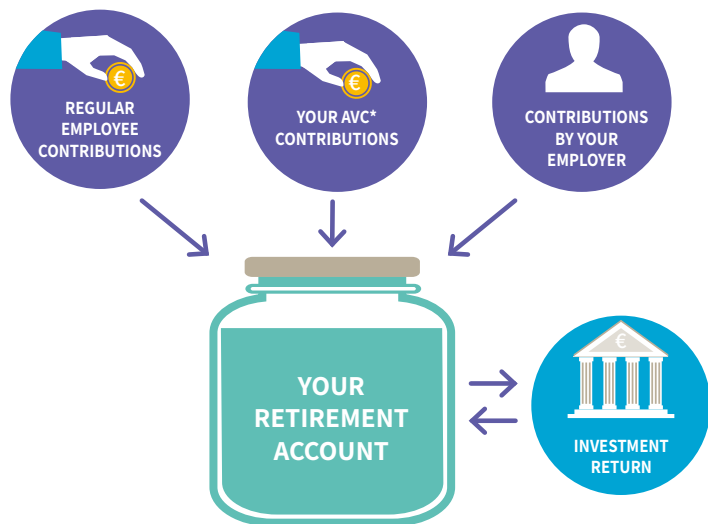 €
REGULAR
EMPLOYEE
CONTRIBUTIONS
€
YOUR AVC*
CONTRIBUTIONS
CONTRIBUTIONS
BY YOUR
EMPLOYER
YOUR
RETIREMENT
ACCOUNT
€
INVESTMENT
RETURN